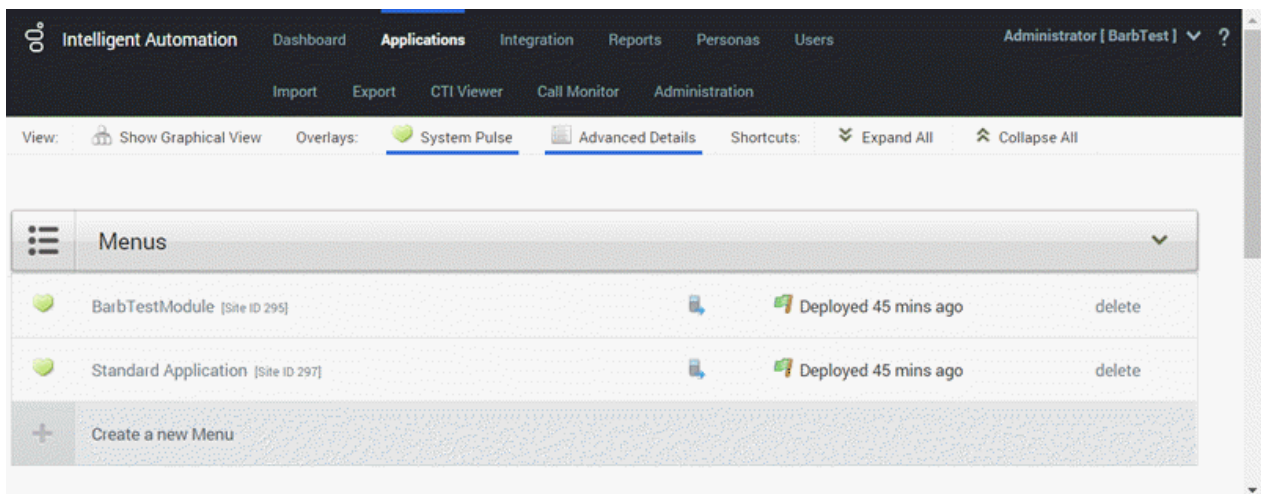 Intelligent Automation Dashboard Applications Integration Reports Personas Users Administrator [ BarbTest ] ?
Import Export CTI Viewer Call Monitor Administration
View: Show Graphical View Overlays: System Pulse Advanced Details Shortcuts: Expand All Collapse All
Menus
BarbTestModule [Site ID 295] Deployed 45 mins ago delete
Standard Application [Site ID 297] Deployed 45 mins ago delete
Create a new Menu